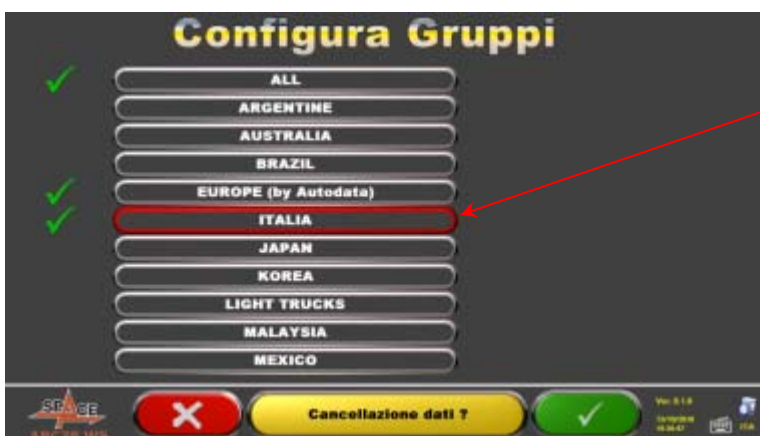 Configura Gruppi
ALL
ARGENTINE
AUSTRALIA
BRAZIL
EUROPE (by Autodata)
ITALIA
JAPAN
KOREA
LIGHT TRUCKS
MALAYSIA
MEXICO
SPACE
Cancellazione dati ?
ITA